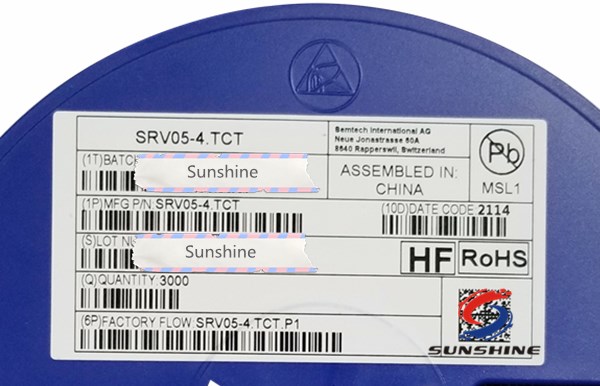 SRV05-4.TCT
Semtech International AG
Neue Jonastrasse 60A
8640 Rapperswil, Switzerland
Pb
MSL1
(1T)BATCH
Sunshine
ASSEMBLED IN:
CHINA
(1P)MFG P/N:SRV05-4.TCT
(10D)DATE CODE 2114
(S)LOT NU
Sunshine
HF RoHS
(Q)QUANTITY:3000
(6P)FACTORY FLOW:SRV05-4.TCT.P1
SUNSHINE